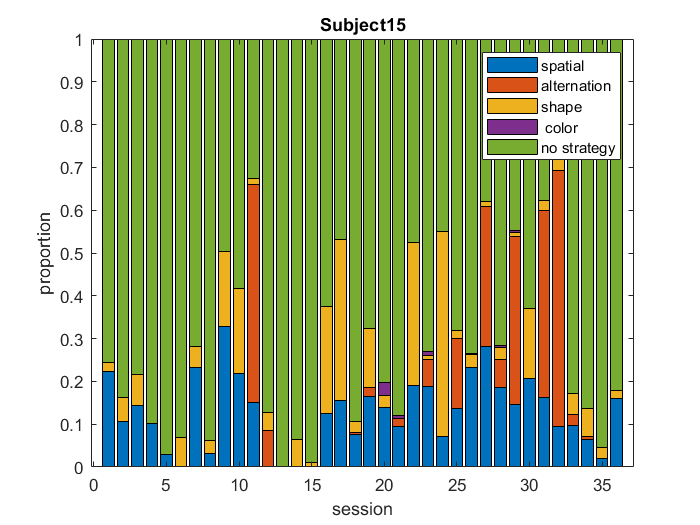 Subject15
1
0.9
0.8
0.7
0.6
0.5
0.4
0.3
0.2
0.1
0
proportion
spatial
alternation
shape
color
no strategy
0 5 10 15 20 25 30 35
session